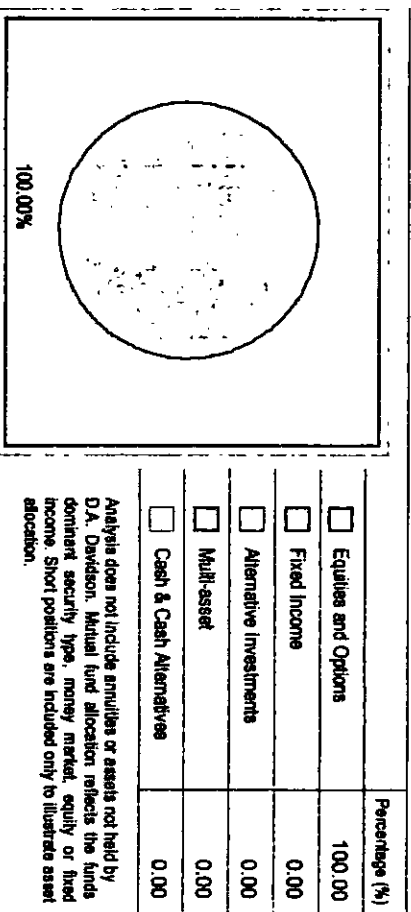 100.00%
Percentage (%)
Equities and Options 100.00
Fixed Income 0.00
Alternative Investments 0.00
Multi-asset 0.00
Cash & Cash Alternatives 0.00
Analysis does not include annuities or assets not held by
D.A. Davidson. Mutual fund allocation reflects the funds
dominant security type, money market, equity or fixed
income. Short positions are included only to illustrate asset
allocation.